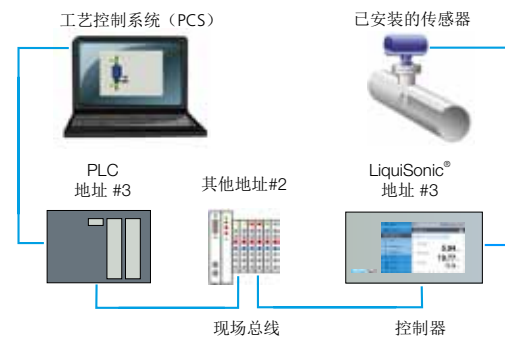 工艺控制系统（PCS）
已安装的传感器
PLC
地址 #3
其他地址#2
LiquiSonic®
地址 #3
现场总线
控制器